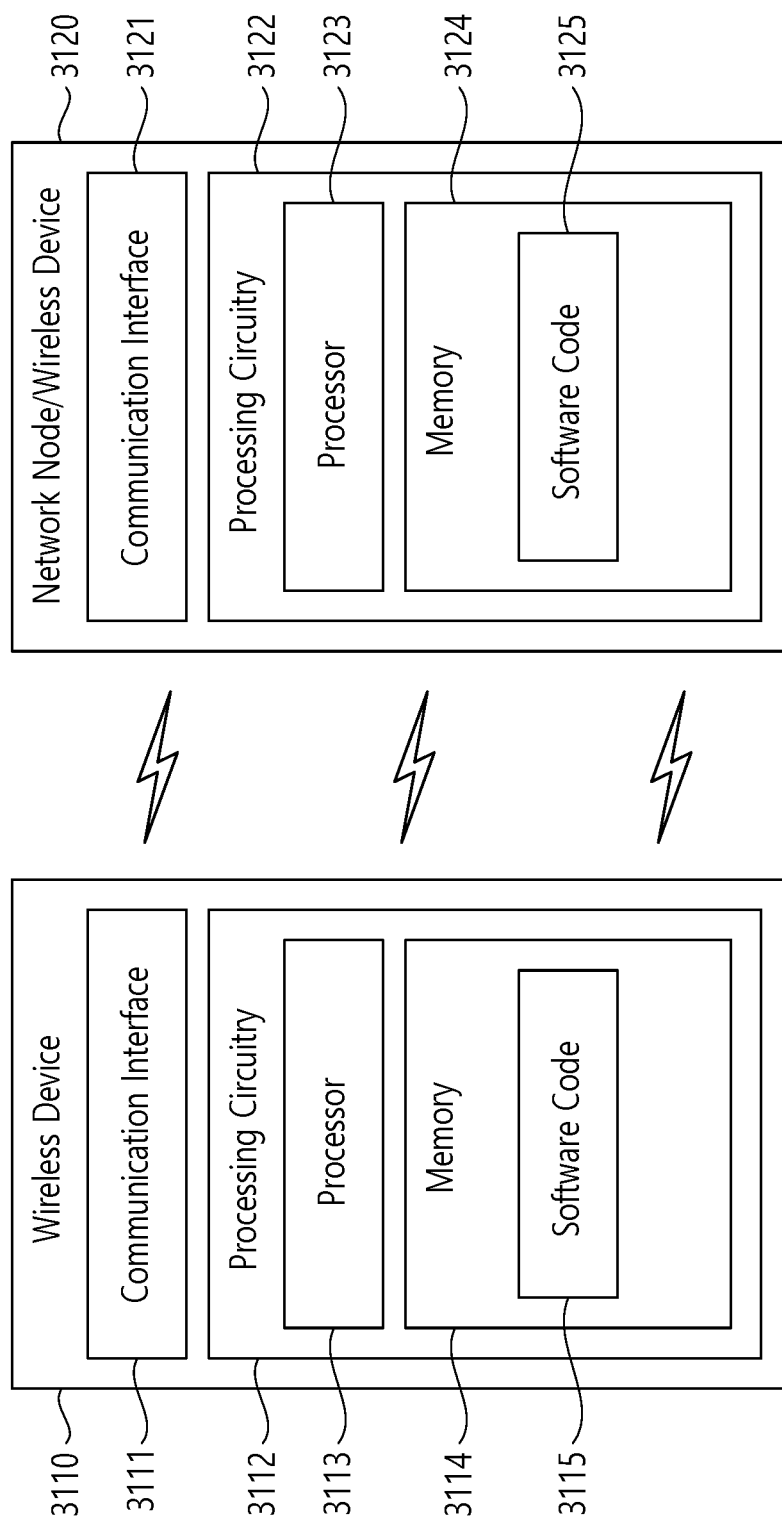 Wireless Device
Communication Interface
Processing Circuitry
Processor
Memory
Software Code
3110
3111
3112
3113
3114
3115
Network Node/Wireless Device
Communication Interface
Processing Circuitry
Processor
Memory
Software Code
3120
3121
3122
3123
3124
3125